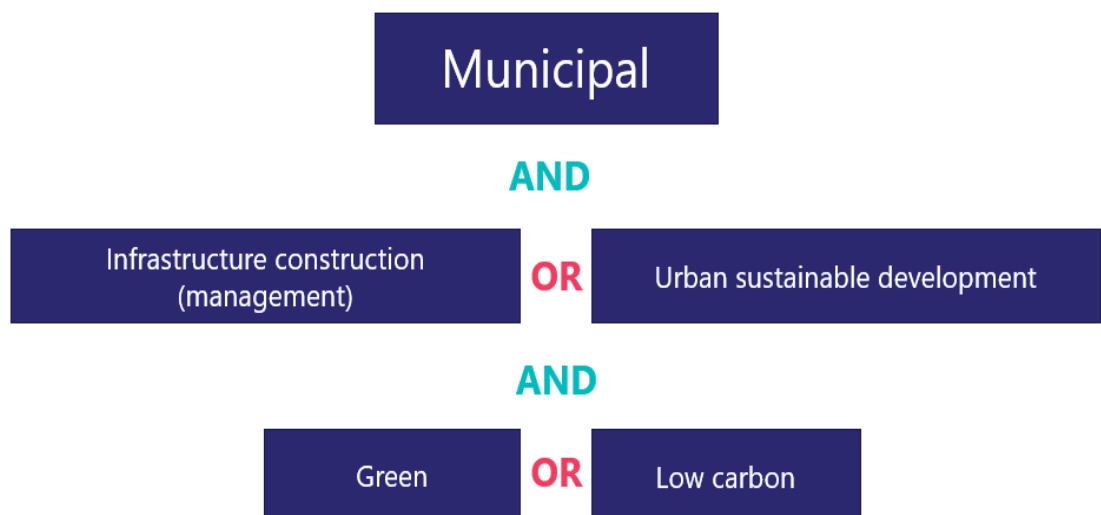 Municipal
AND
Infrastructure construction
(management)
OR
Urban sustainable development
AND
Green
OR
Low carbon